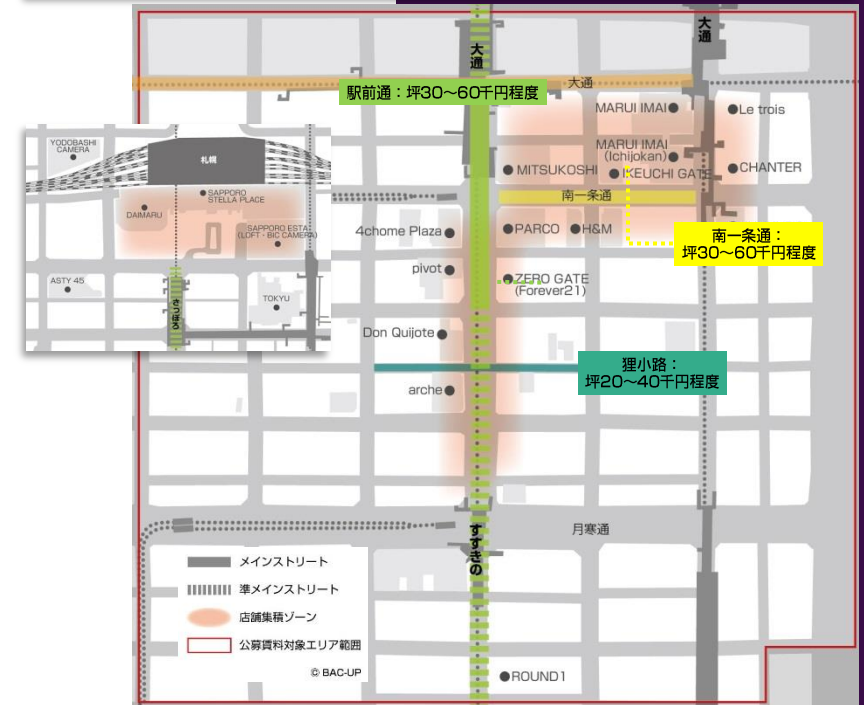 大通
大通
大通
駅前通：坪30～60千円程度
MARUI IMAI
Le trois
MARUI IMAI
(Ichijokan)
MITSUKOSHI
IKEUCHI GATE
CHANTER
南一条通
4chome Plaza
PARCO
H&M
南一条通：
坪30～60千円程度
pivot
ZERO GATE
(Forever21)
Don Quijote
狸小路：
坪20～40千円程度
arche
月寒通
すすきの
ROUND1
YODOBASHI
CAMERA
札幌
SAPPORO
STELLA PLACE
DAIMARU
SAPPORO ESTA
(LOFT・BIC CAMERA)
ASTY 45
TOKYU
さっぽろ
メインストリート
準メインストリート
店舗集積ゾーン
公募賃料対象エリア範囲
© BAC-UP